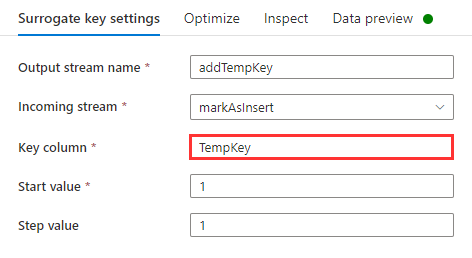 Surrogate key settings Optimize Inspect Data preview
Output stream name * addTempKey
Incoming stream * markAsInsert
Key column * TempKey
Start value * 1
Step value 1